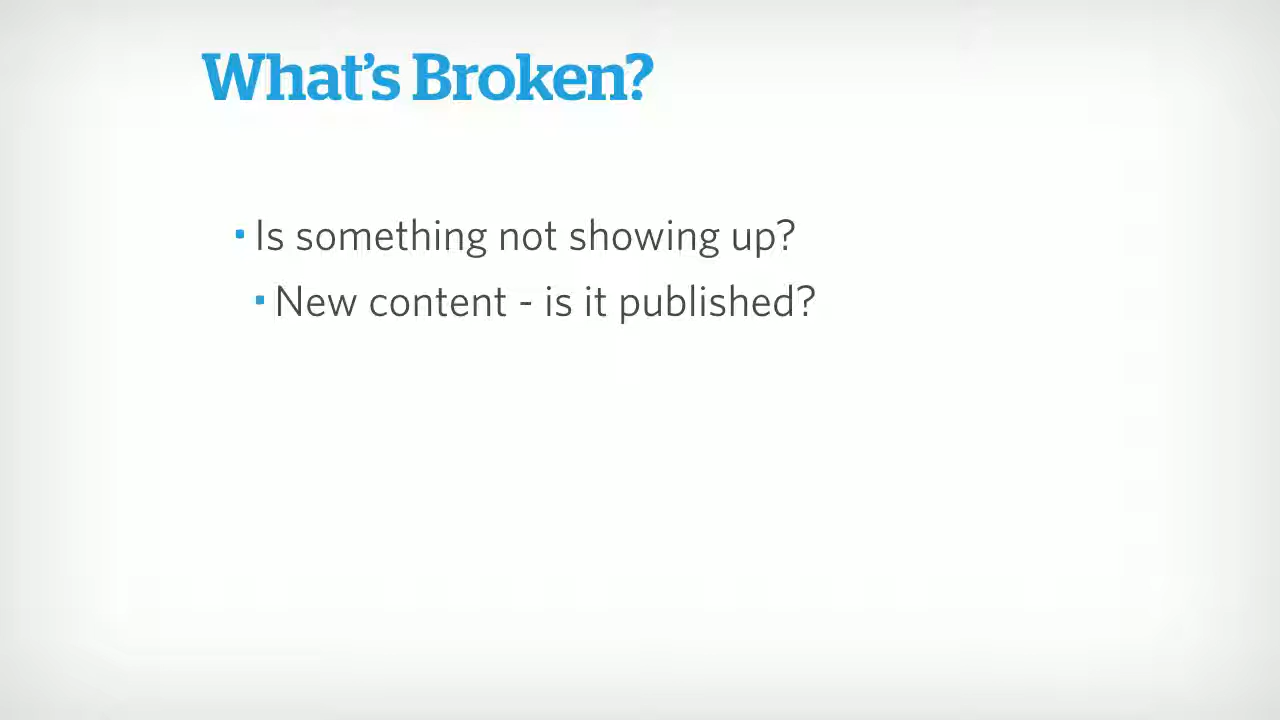 What's Broken?
▪ Is something not showing up?
▪ New content - is it published?